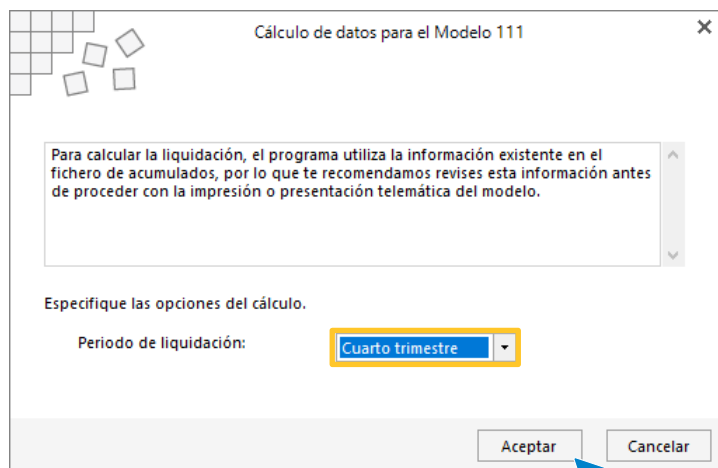 Cálculo de datos para el Modelo 111
Para calcular la liquidación, el programa utiliza la información existente en el
fichero de acumulados, por lo que te recomendamos revises esta información antes
de proceder con la impresión o presentación telemática del modelo.
Especifique las opciones del cálculo.
Periodo de liquidación:
Cuarto trimestre
Aceptar
Cancelar